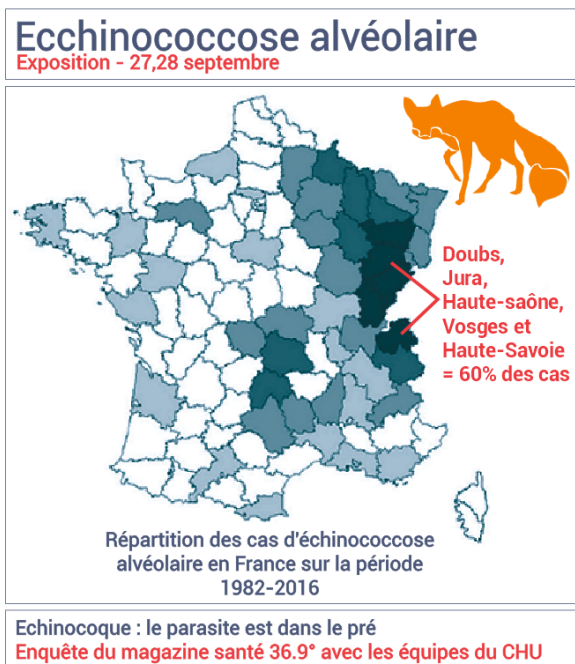 Ecchinococcose alvéolaire
Exposition - 27,28 septembre
Doubs,
Jura,
Haute-saône,
Vosges et
Haute-Savoie
= 60% des cas
Répartition des cas d'échinococcose
alvéolaire en France sur la période
1982-2016
Echinocoque : le parasite est dans le pré
Enquête du magazine santé 36.9° avec les équipes du CHU